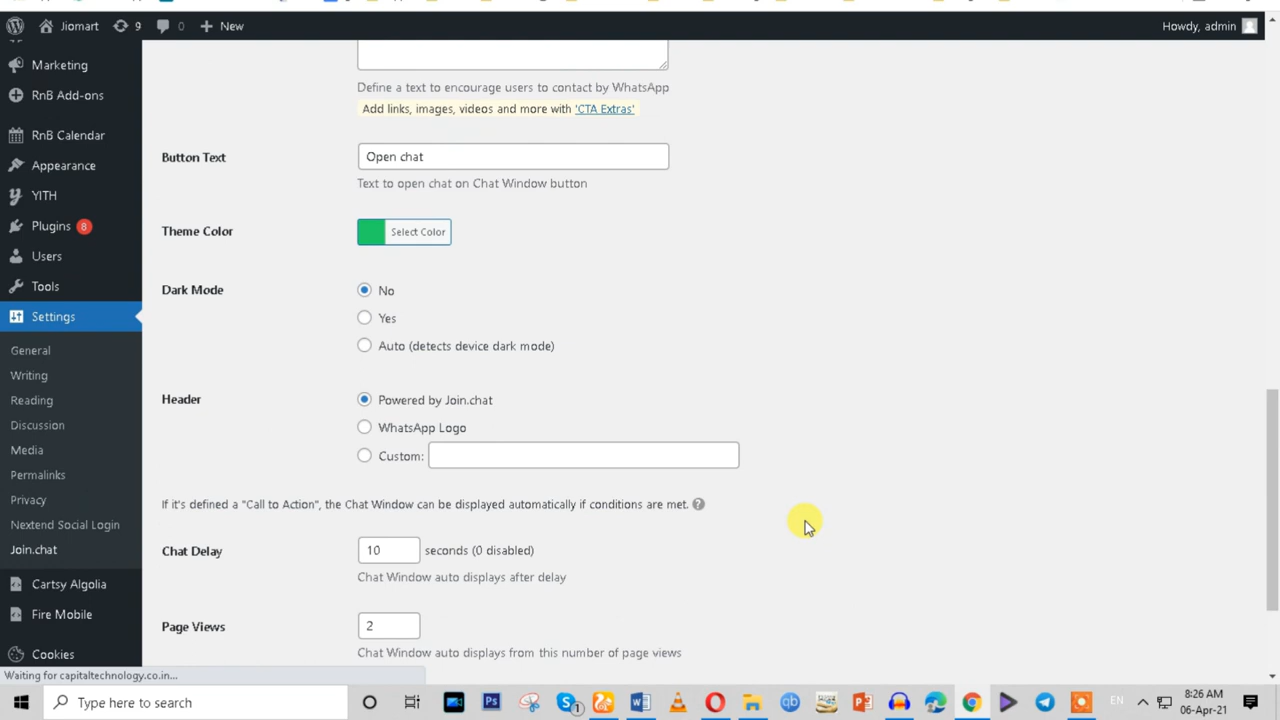 Jiomart 9 0 New Howdy, admin
Marketing
RnB Add-ons
RnB Calendar
Appearance
YITH
Plugins 8
Users
Tools
Settings
General
Writing
Reading
Discussion
Media
Permalinks
Privacy
Nextend Social Login
Join.chat
Cartsy Algolia
Fire Mobile
Cookies
Define a text to encourage users to contact by WhatsApp
Add links, images, videos and more with 'CTA Extras'
Button Text Open chat
Text to open chat on Chat Window button
Theme Color Select Color
Dark Mode No
Yes
Auto (detects device dark mode)
Header Powered by Join.chat
WhatsApp Logo
Custom:
If it's defined a "Call to Action", the Chat Window can be displayed automatically if conditions are met. ?
Chat Delay 10 seconds (0 disabled)
Chat Window auto displays after delay
Page Views 2
Chat Window auto displays from this number of page views
Waiting for capitaltechnology.co.in...
Type here to search
EN
8:26 AM
06-Apr-21